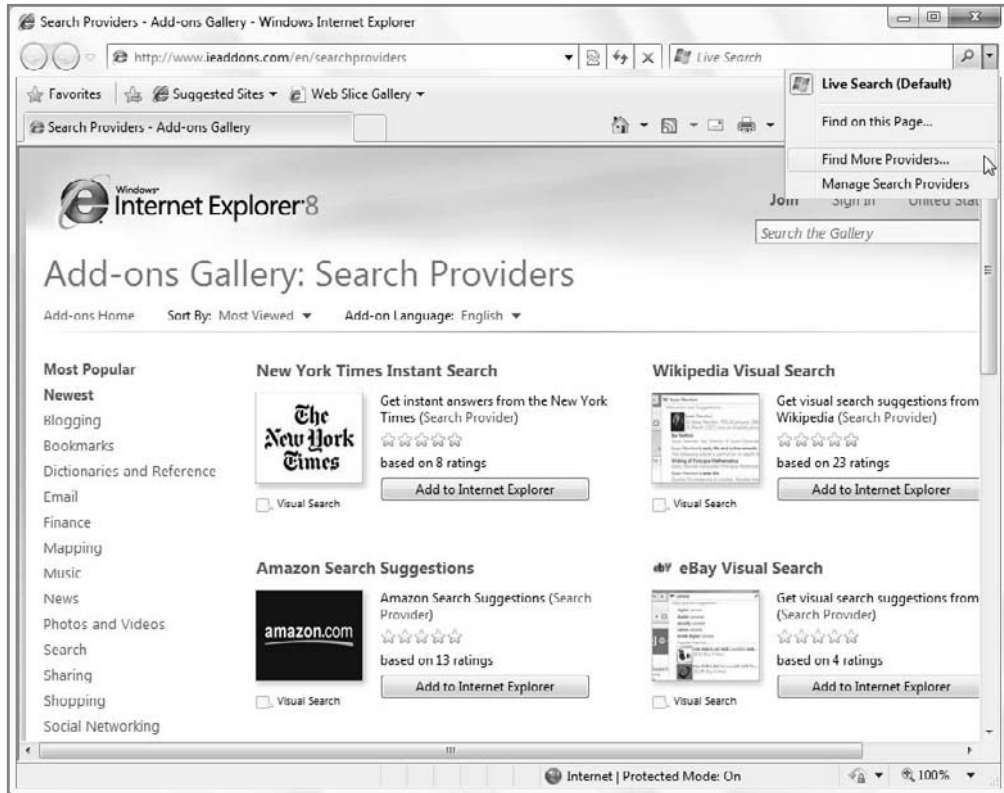 Search Providers - Add-ons Gallery - Windows Internet Explorer
http://www.ieaddons.com/en/searchproviders
Live Search
Favorites
Suggested Sites
Web Slice Gallery
Search Providers - Add-ons Gallery
Live Search (Default)
Find on this Page...
Find More Providers...
Manage Search Providers
Windows
Internet Explorer 8
Join Sign In United Stat
Search the Gallery
Add-ons Gallery: Search Providers
Add-ons Home Sort By: Most Viewed Add-on Language: English
Most Popular
Newest
Blogging
Bookmarks
Dictionaries and Reference
Email
Finance
Mapping
Music
News
Photos and Videos
Search
Sharing
Shopping
Social Networking
New York Times Instant Search
The
New York
Times
Get instant answers from the New York
Times (Search Provider)
based on 8 ratings
Add to Internet Explorer
Visual Search
Wikipedia Visual Search
Get visual search suggestions from
Wikipedia (Search Provider)
based on 23 ratings
Add to Internet Explorer
Visual Search
Amazon Search Suggestions
amazon.com
Amazon Search Suggestions (Search
Provider)
based on 13 ratings
Add to Internet Explorer
Visual Search
ebY eBay Visual Search
Get visual search suggestions from
(Search Provider)
based on 4 ratings
Add to Internet Explorer
Visual Search
Internet | Protected Mode: On
100%